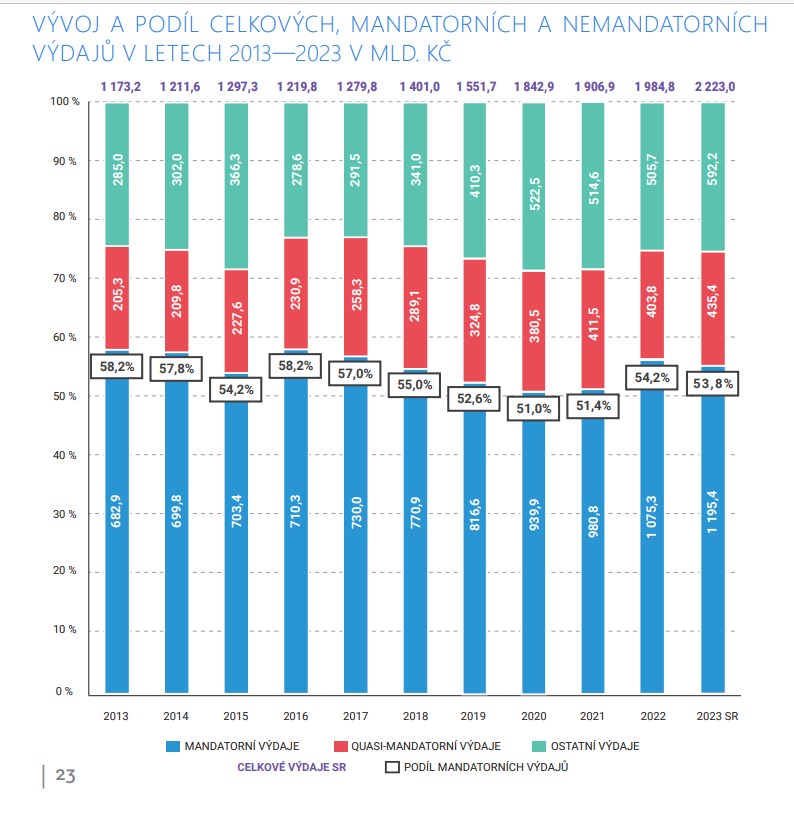 VÝVOJ A PODÍL CELKOVÝCH, MANDATORNÍCH A NEMANDATORNÍCH
VÝDAJŮ V LETECH 2013—2023 V MLD. KČ
1 173,2 1 211,6 1 297,3 1 219,8 1 279,8 1 401,0 1 551,7 1 842,9 1 906,9 1 984,8 2 223,0
100 %
90 %
80 %
70 %
60 %
50 %
40 %
30 %
20 %
10 %
0 %
285,0 302,0 366,3 278,6 291,5 341,0 410,3 522,5 514,6 505,7 592,2
205,3 209,8 227,6 230,9 258,3 289,1 324,8 380,5 411,5 403,8 435,4
58,2% 57,8% 54,2% 58,2% 57,0% 55,0% 52,6% 51,0% 51,4% 54,2% 53,8%
682,9 699,8 703,4 710,3 730,0 770,9 816,6 939,9 980,8 1 075,3 1 195,4
2013 2014 2015 2016 2017 2018 2019 2020 2021 2022 2023 SR
MANDATORNÍ VÝDAJE QUASI-MANDATORNÍ VÝDAJE OSTATNÍ VÝDAJE
CELKOVÉ VÝDAJE SR PODÍL MANDATORNÍCH VÝDAJŮ
23